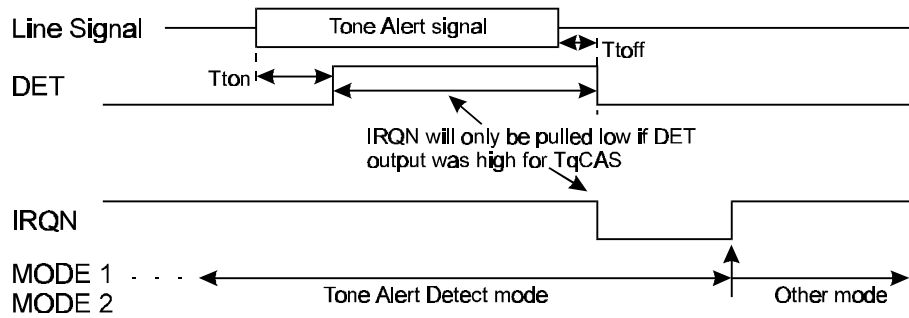 Line Signal
Tone Alert signal
Ttoff
Tton
DET
IRQN will only be pulled low if DET
output was high for TqCAS
IRQN
MODE 1
MODE 2
Tone Alert Detect mode
Other mode